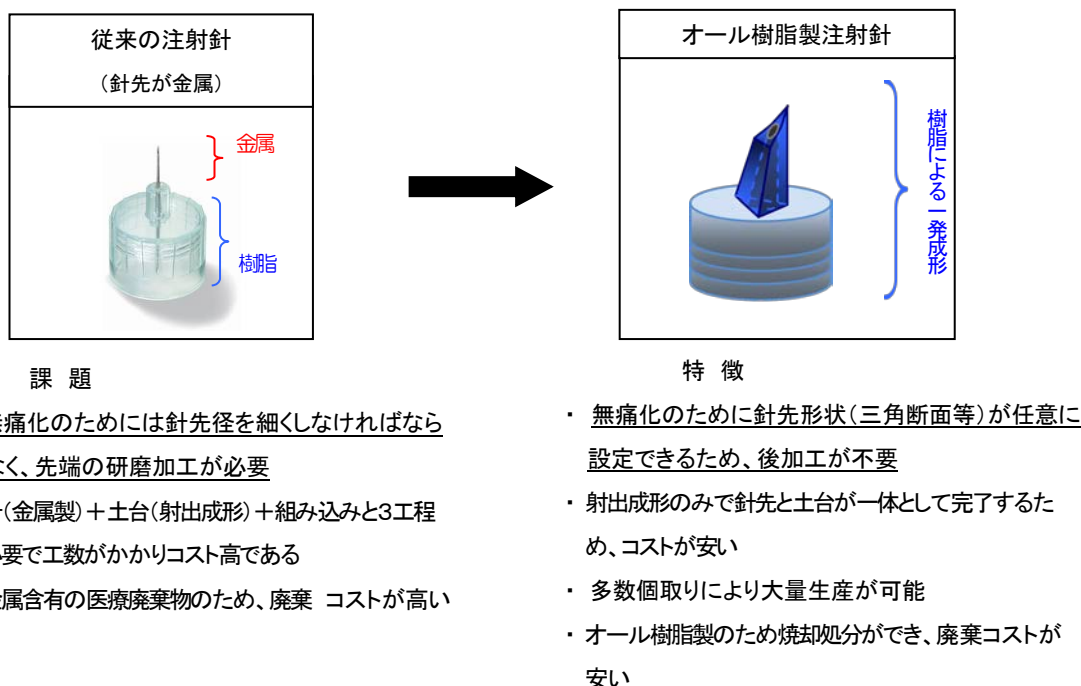 従来の注射針
（針先が金属）
金属
樹脂
オール樹脂製注射針
樹脂による一発成形
課 題
痛化のためには針先径を細くしなければなら
く、先端の研磨加工が必要
（金属製）＋土台（射出成形）＋組み込みと3工程
要で工数がかかりコスト高である
属含有の医療廃棄物のため、廃棄 コストが高い
特 徴
・ 無痛化のために針先形状（三角断面等）が任意に
設定できるため、後加工が不要
・ 射出成形のみで針先と土台が一体として完了するた
め、コストが安い
・ 多数個取りにより大量生産が可能
・ オール樹脂製のため焼却処分ができ、廃棄コストが
安い